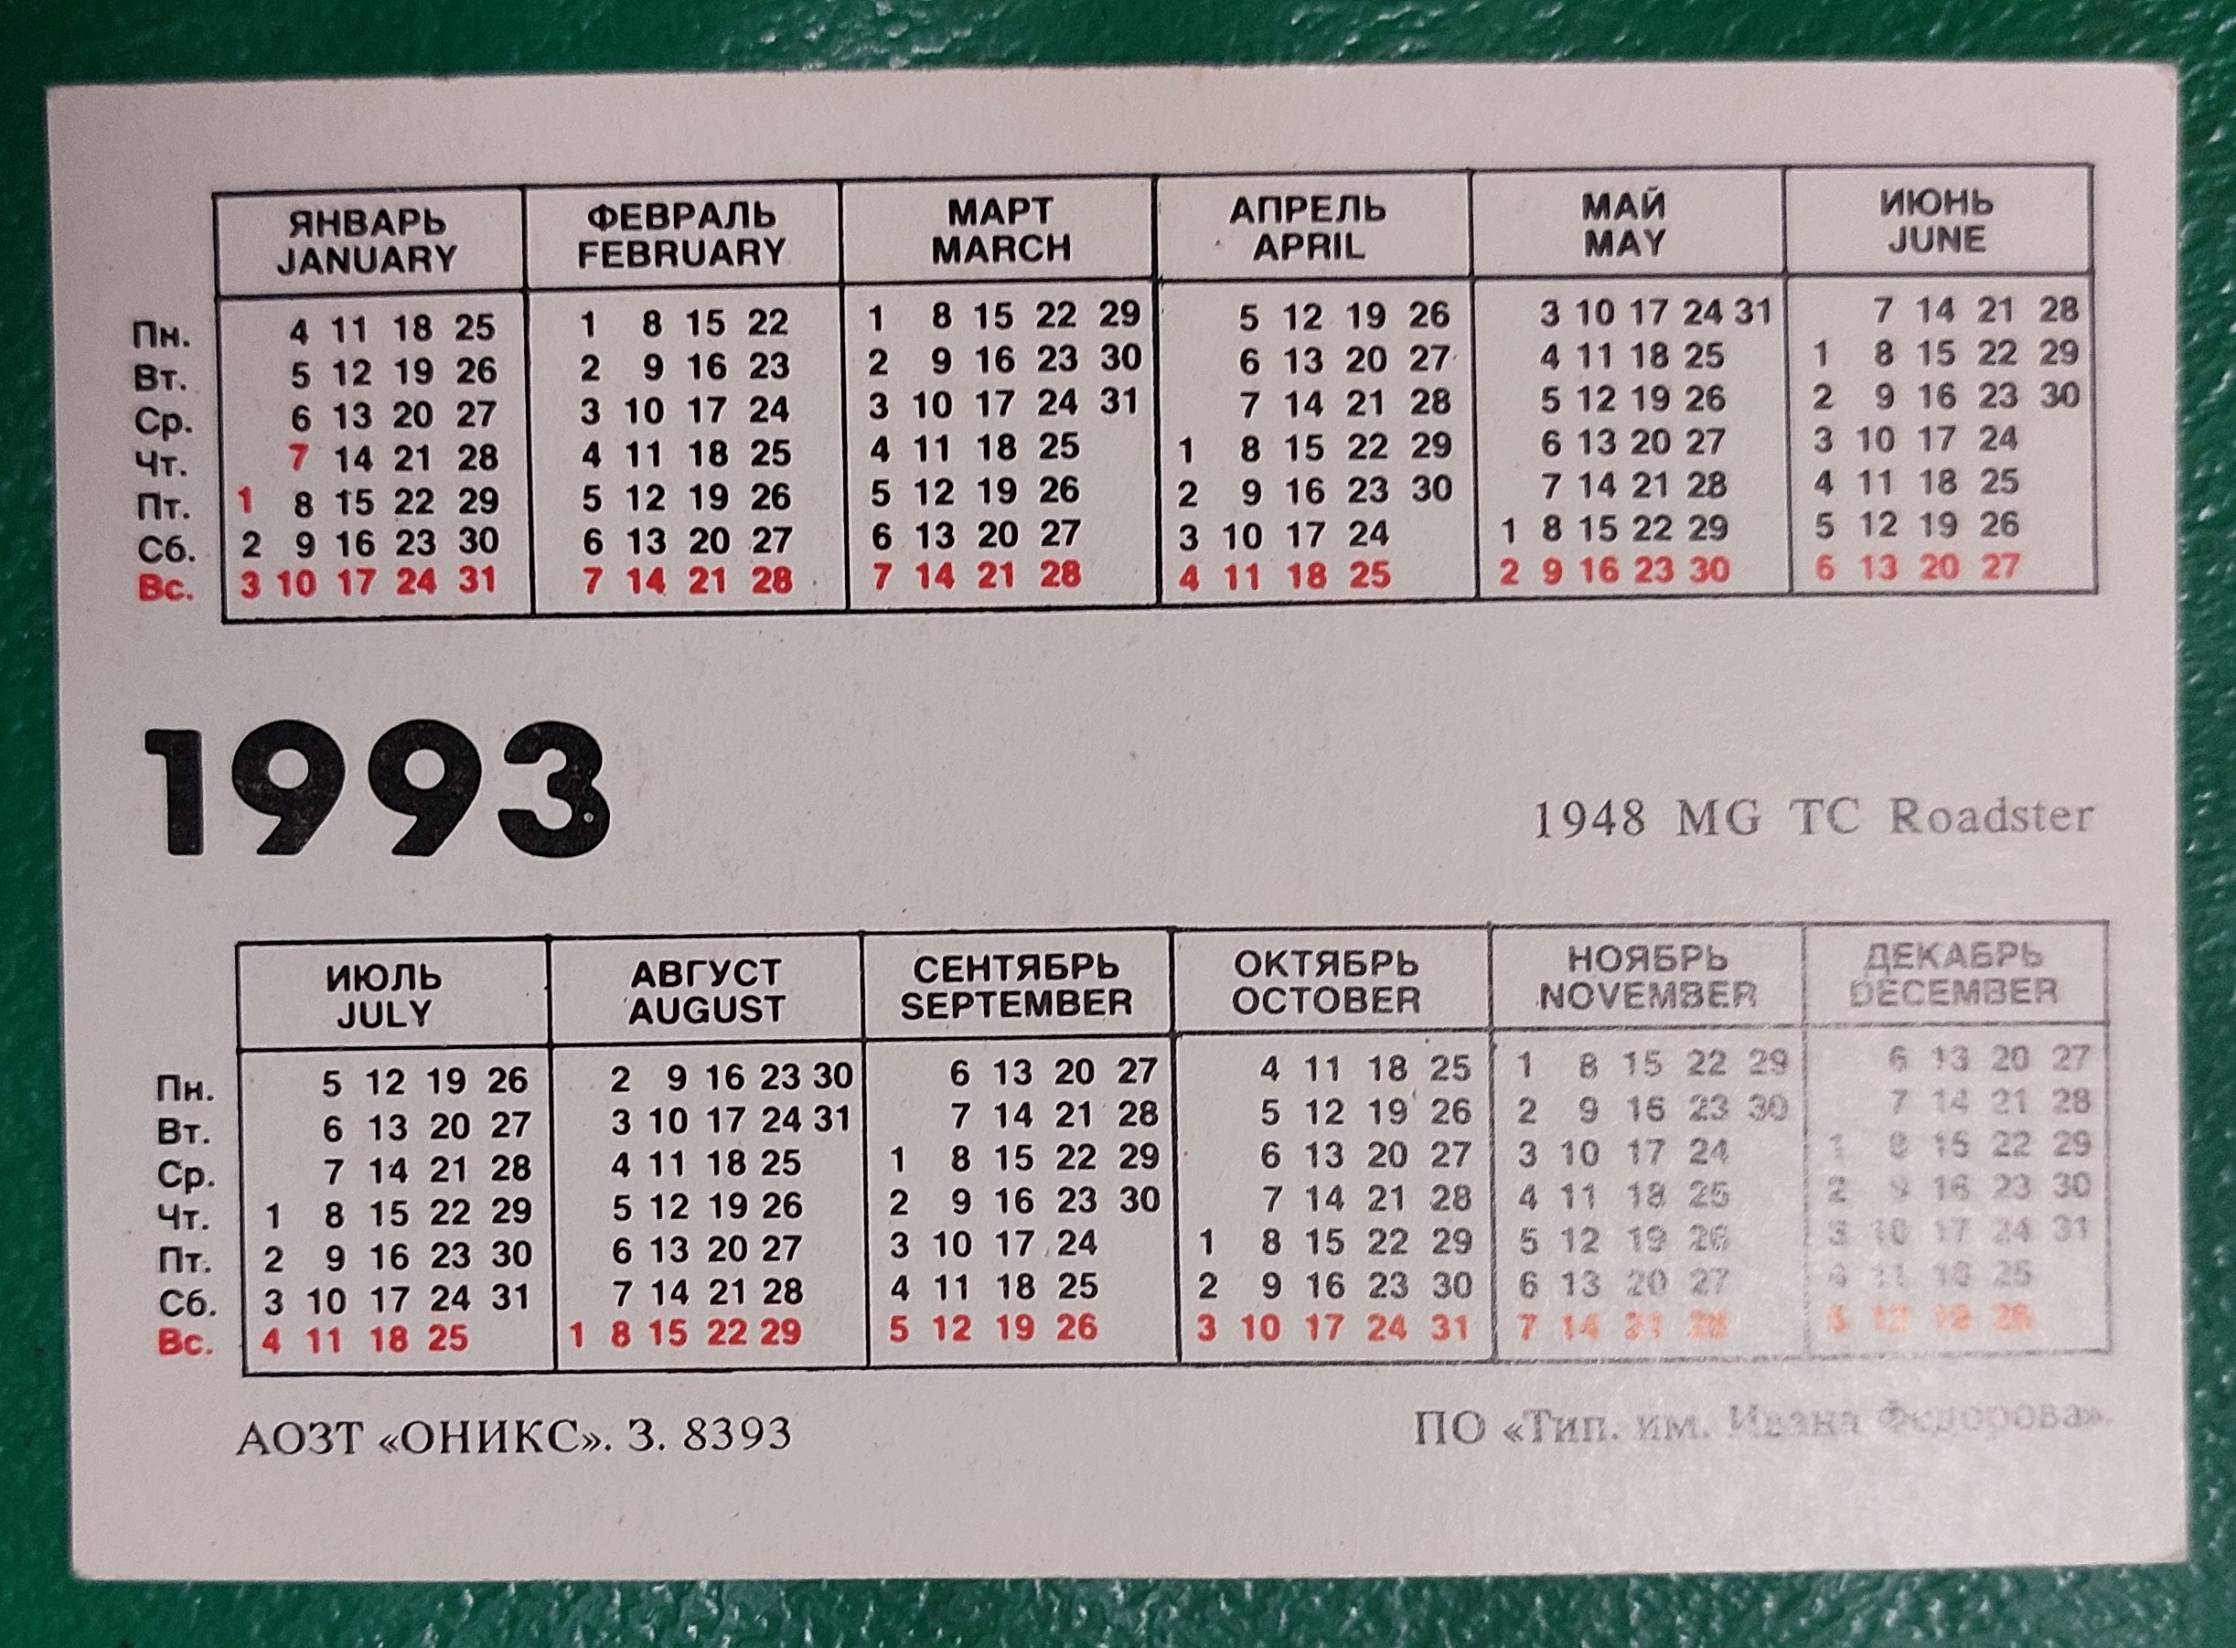 ЯНВАРЬ ФЕВРАЛЬ МАРТ АПРЕЛЬ МАЙ ИЮНЬ
JANUARY FEBRUARY MARCH APRIL MAY JUNE
Пн. 4 11 18 25 1 8 15 22 1 8 15 22 29 5 12 19 26 3 10 17 24 31 7 14 21 28
Вт. 5 12 19 26 2 9 16 23 2 9 16 23 30 6 13 20 27 4 11 18 25 1 8 15 22 29
Ср. 6 13 20 27 3 10 17 24 3 10 17 24 31 7 14 21 28 5 12 19 26 2 9 16 23 30
Чт. 7 14 21 28 4 11 18 25 4 11 18 25 1 8 15 22 29 6 13 20 27 3 10 17 24
Пт. 1 8 15 22 29 5 12 19 26 5 12 19 26 2 9 16 23 30 7 14 21 28 4 11 18 25
Сб. 2 9 16 23 30 6 13 20 27 6 13 20 27 3 10 17 24 1 8 15 22 29 5 12 19 26
Вс. 3 10 17 24 31 7 14 21 28 7 14 21 28 4 11 18 25 2 9 16 23 30 6 13 20 27
1993
1948 MG TC Roadster
ИЮЛЬ АВГУСТ СЕНТЯБРЬ ОКТЯБРЬ НОЯБРЬ ДЕКАБРЬ
JULY AUGUST SEPTEMBER OCTOBER NOVEMBER DECEMBER
Пн. 5 12 19 26 2 9 16 23 30 6 13 20 27 4 11 18 25 1 8 15 22 29 6 13 20 27
Вт. 6 13 20 27 3 10 17 24 31 7 14 21 28 5 12 19 26 2 9 16 23 30 7 14 21 28
Ср. 7 14 21 28 4 11 18 25 1 8 15 22 29 6 13 20 27 3 10 17 24 1 8 15 22 29
Чт. 1 8 15 22 29 5 12 19 26 2 9 16 23 30 7 14 21 28 4 11 18 25 2 9 16 23 30
Пт. 2 9 16 23 30 6 13 20 27 3 10 17 24 1 8 15 22 29 5 12 19 26 3 10 17 24 31
Сб. 3 10 17 24 31 7 14 21 28 4 11 18 25 2 9 16 23 30 6 13 20 27 4 11 18 25
Вс. 4 11 18 25 1 8 15 22 29 5 12 19 26 3 10 17 24 31 7 14 21 28 5 12 19 26
АОЗТ «ОНИКС». З. 8393
ПО «Тип. им. Ивана Федорова».